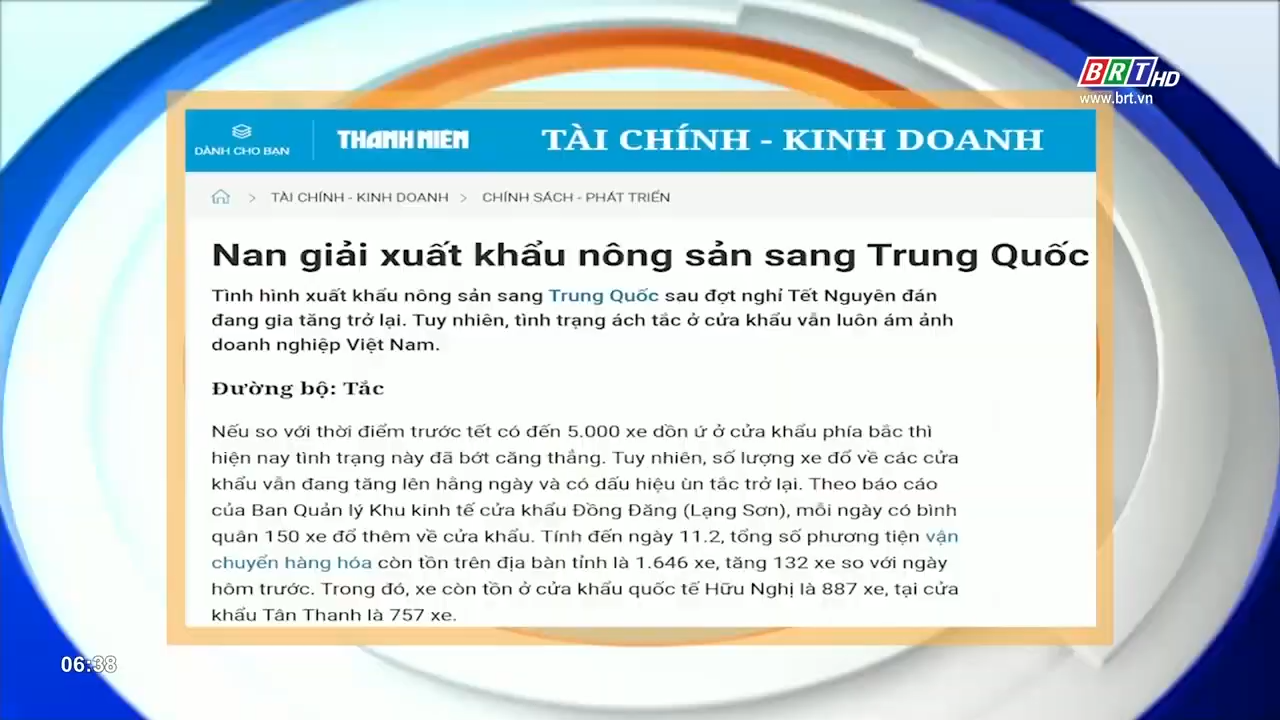 BRT HD
www.brt.vn
DÀNH CHO BẠN
THANH NIÊN
TÀI CHÍNH - KINH DOANH
TÀI CHÍNH - KINH DOANH > CHÍNH SÁCH - PHÁT TRIỂN
Nan giải xuất khẩu nông sản sang Trung Quốc
Tình hình xuất khẩu nông sản sang Trung Quốc sau đợt nghỉ Tết Nguyên đán
đang gia tăng trở lại. Tuy nhiên, tình trạng ách tắc ở cửa khẩu vẫn luôn ám ảnh
doanh nghiệp Việt Nam.
Đường bộ: Tắc
Nếu so với thời điểm trước tết có đến 5.000 xe dồn ứ ở cửa khẩu phía bắc thì
hiện nay tình trạng này đã bớt căng thẳng. Tuy nhiên, số lượng xe đổ về các cửa
khẩu vẫn đang tăng lên hằng ngày và có dấu hiệu ùn tắc trở lại. Theo báo cáo
của Ban Quản lý Khu kinh tế cửa khẩu Đồng Đăng (Lạng Sơn), mỗi ngày có bình
quân 150 xe đổ thêm về cửa khẩu. Tính đến ngày 11.2, tổng số phương tiện vận
chuyển hàng hóa còn tồn trên địa bàn tỉnh là 1.646 xe, tăng 132 xe so với ngày
hôm trước. Trong đó, xe còn tồn ở cửa khẩu quốc tế Hữu Nghị là 887 xe, tại cửa
khẩu Tân Thanh là 757 xe.
06:38